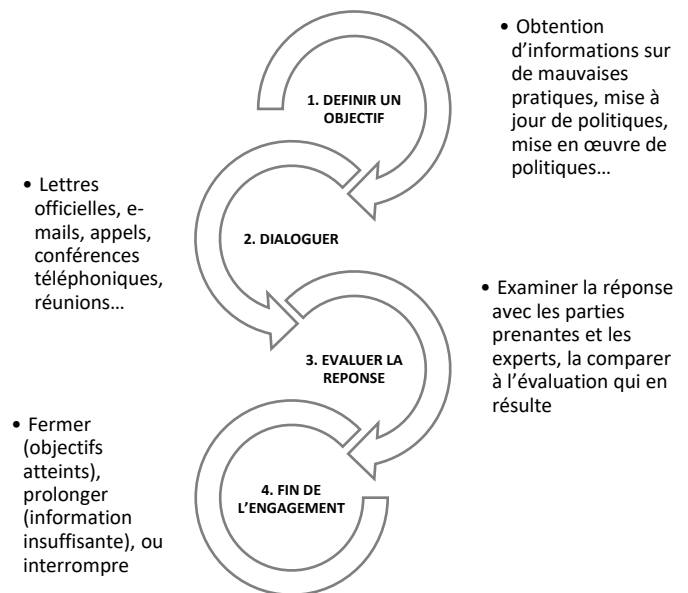 1. DEFINIR UN
OBJECTIF
• Obtention
d’informations sur
de mauvaises
pratiques, mise à
jour de politiques,
mise en œuvre de
politiques…
• Lettres
officielles, e-
mails, appels,
conférences
téléphoniques,
réunions…
2. DIALOGUER
3. EVALUER LA
REPONSE
• Examiner la réponse
avec les parties
prenantes et les
experts, la comparer
à l’évaluation qui en
résulte
• Fermer
(objectifs
atteints),
prolonger
(information
insuffisante), ou
interrompre
4. FIN DE
L’ENGAGEMENT